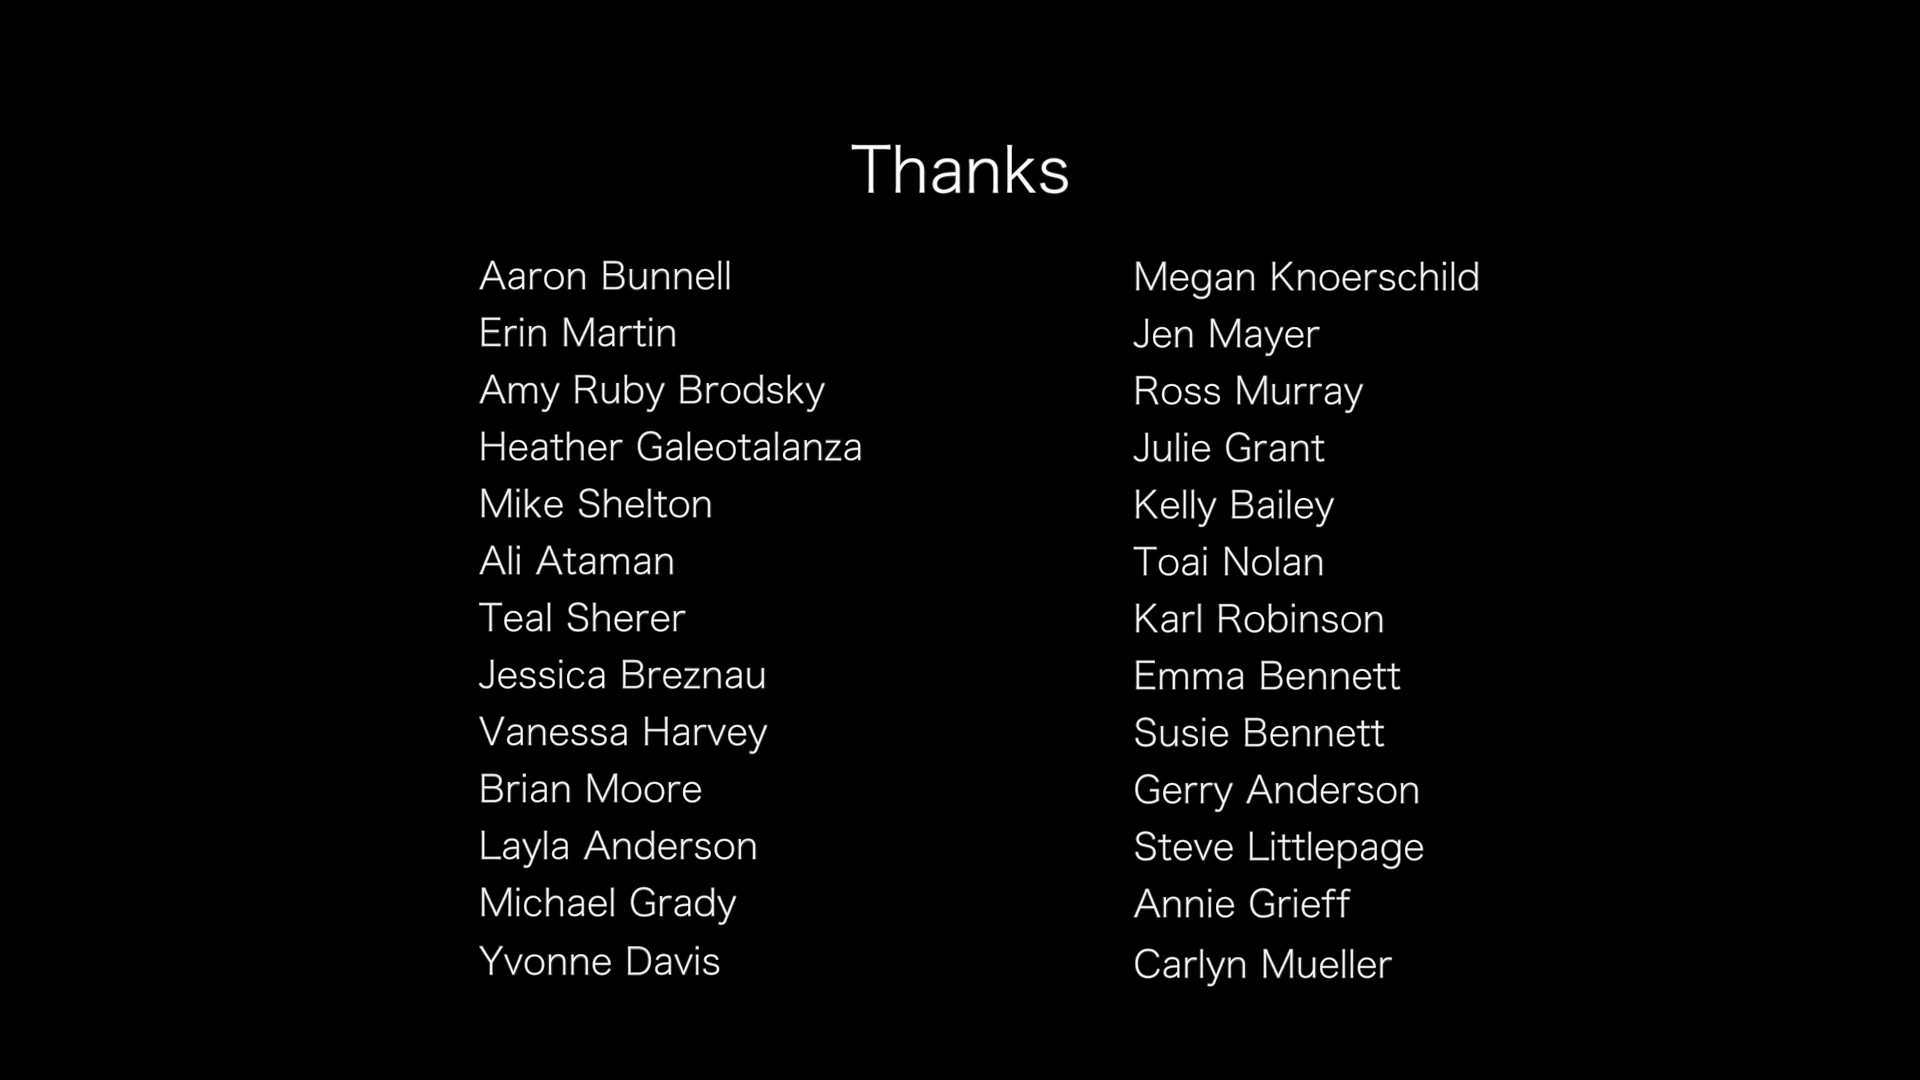 Thanks
Aaron Bunnell
Erin Martin
Amy Ruby Brodsky
Heather Galeotalanza
Mike Shelton
Ali Ataman
Teal Sherer
Jessica Breznau
Vanessa Harvey
Brian Moore
Layla Anderson
Michael Grady
Yvonne Davis
Megan Knoerschild
Jen Mayer
Ross Murray
Julie Grant
Kelly Bailey
Toai Nolan
Karl Robinson
Emma Bennett
Susie Bennett
Gerry Anderson
Steve Littlepage
Annie Grieff
Carlyn Mueller